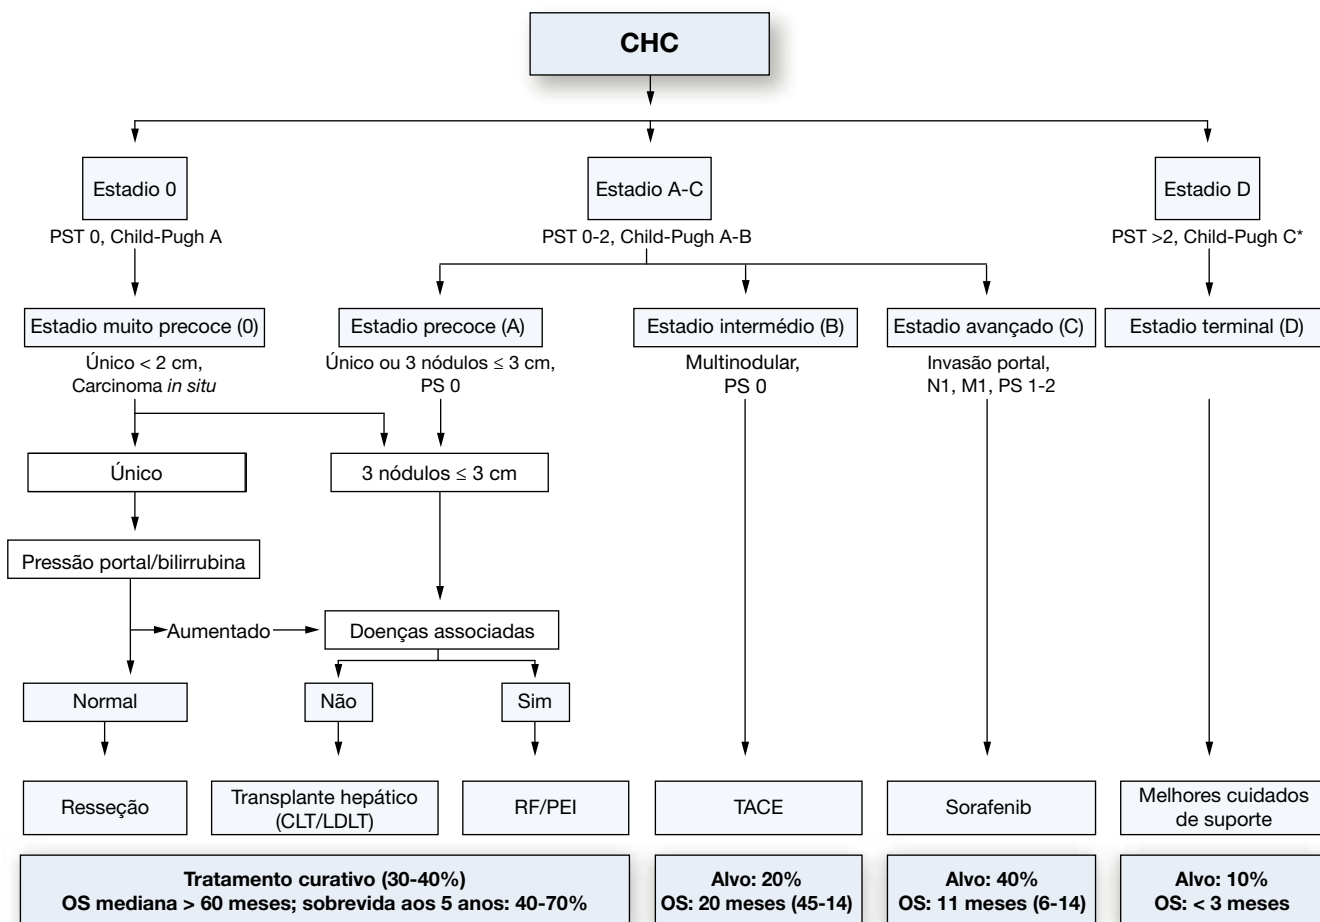 CHC
Estadio 0
PST 0, Child-Pugh A
Estadio A-C
PST 0-2, Child-Pugh A-B
Estadio D
PST >2, Child-Pugh C*
Estadio muito precoce (0)
Único < 2 cm,
Carcinoma in situ
Estadio precoce (A)
Único ou 3 nódulos ≤ 3 cm,
PS 0
Estadio intermédio (B)
Multinodular,
PS 0
Estadio avançado (C)
Invasão portal,
N1, M1, PS 1-2
Estadio terminal (D)
Único
3 nódulos ≤ 3 cm
Pressão portal/bilirrubina
Aumentado
Doenças associadas
Normal
Não
Sim
Resseção
Transplante hepático
(CLT/LDLT)
RF/PEI
TACE
Sorafenib
Melhores cuidados
de suporte
Tratamento curativo (30-40%)
OS mediana > 60 meses; sobrevida aos 5 anos: 40-70%
Alvo: 20%
OS: 20 meses (45-14)
Alvo: 40%
OS: 11 meses (6-14)
Alvo: 10%
OS: < 3 meses